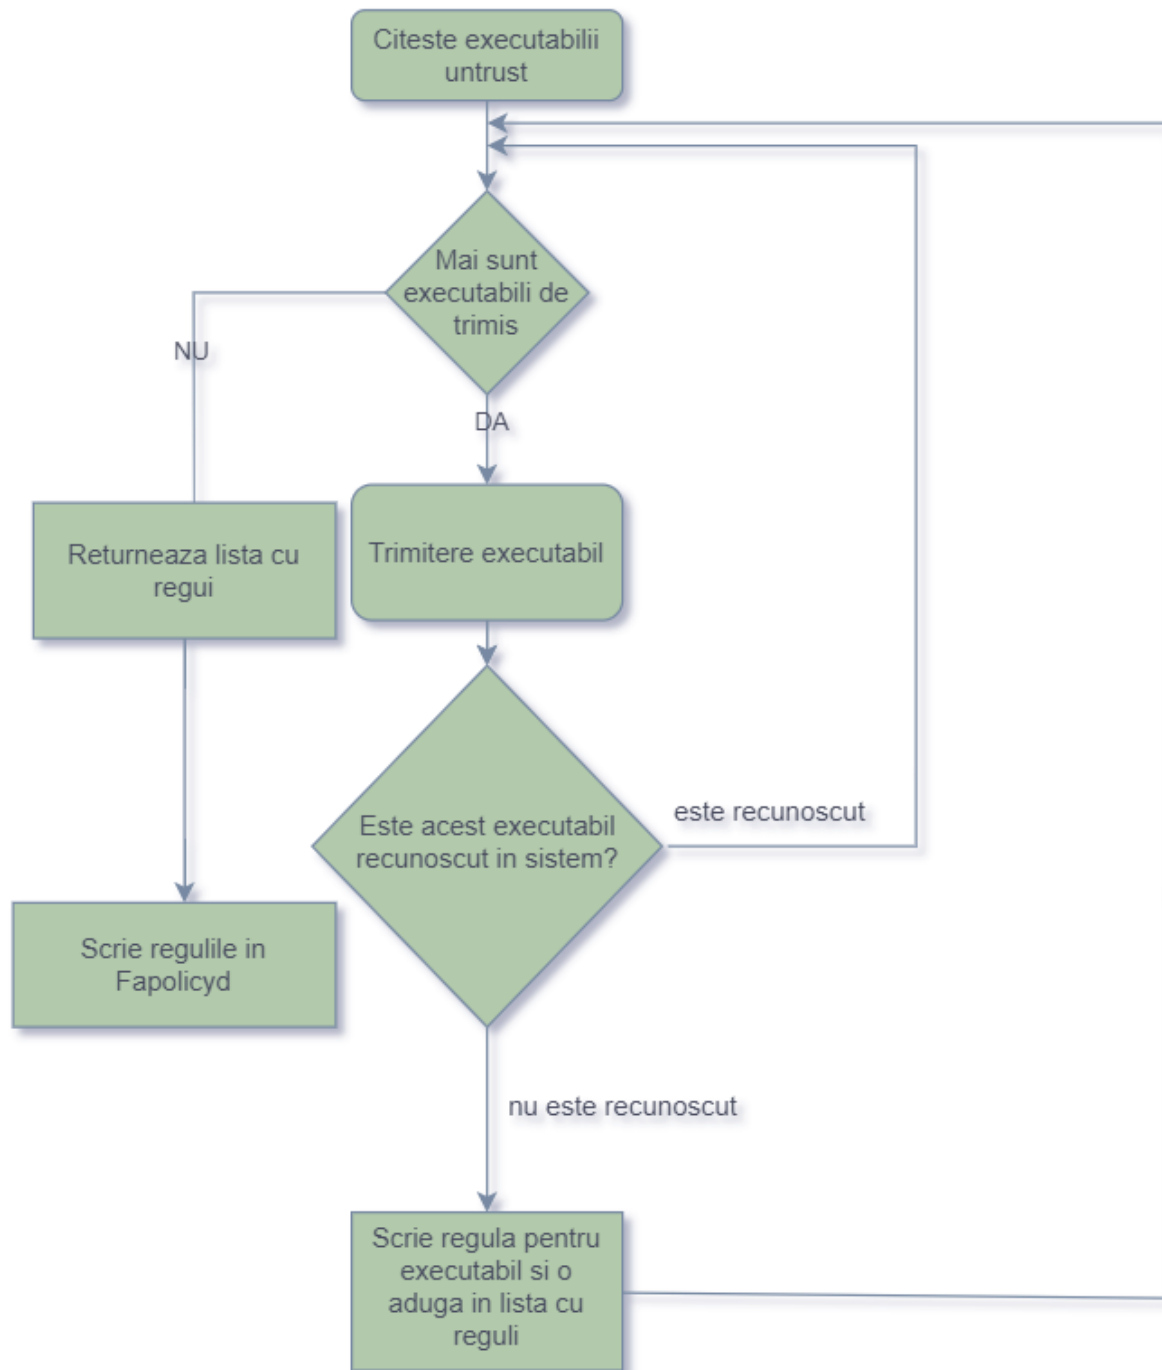 Citeste executabilii
untrust
Mai sunt
executabili de
trimis
NU
DA
Returneaza lista cu
regui
Trimitere executabil
Este acest executabil
recunoscut in sistem?
este recunoscut
Scrie regulile in
Fapolicyd
nu este recunoscut
Scrie regula pentru
executabil si o
aduga in lista cu
reguli